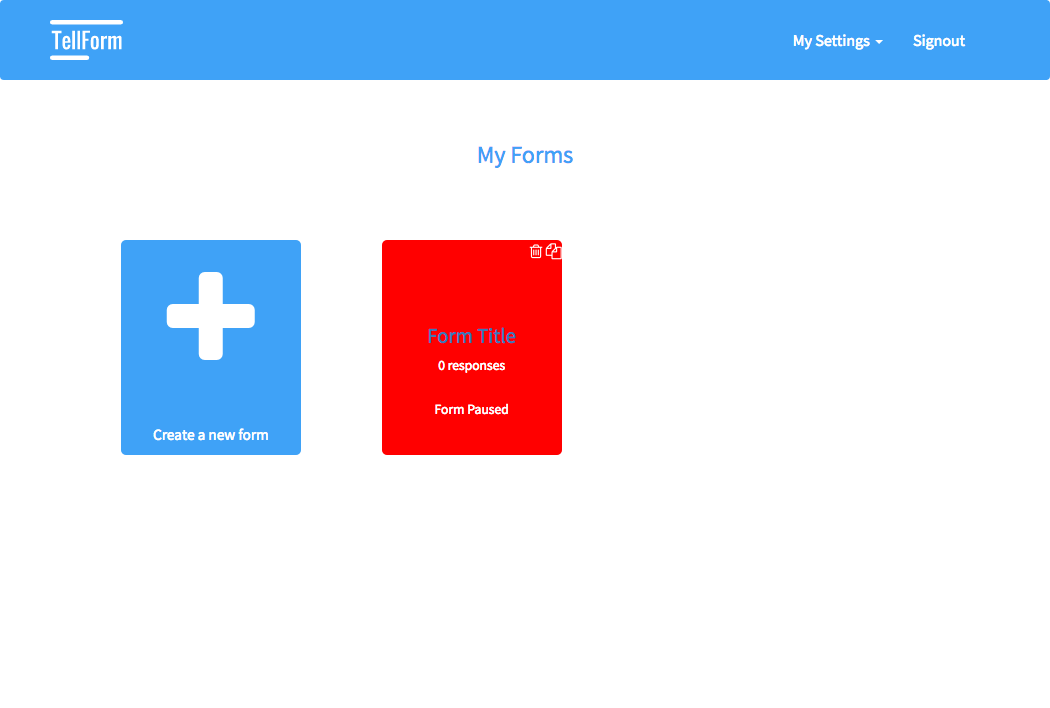 TellForm
My Settings
Signout
My Forms
Create a new form
Form Title
0 responses
Form Paused